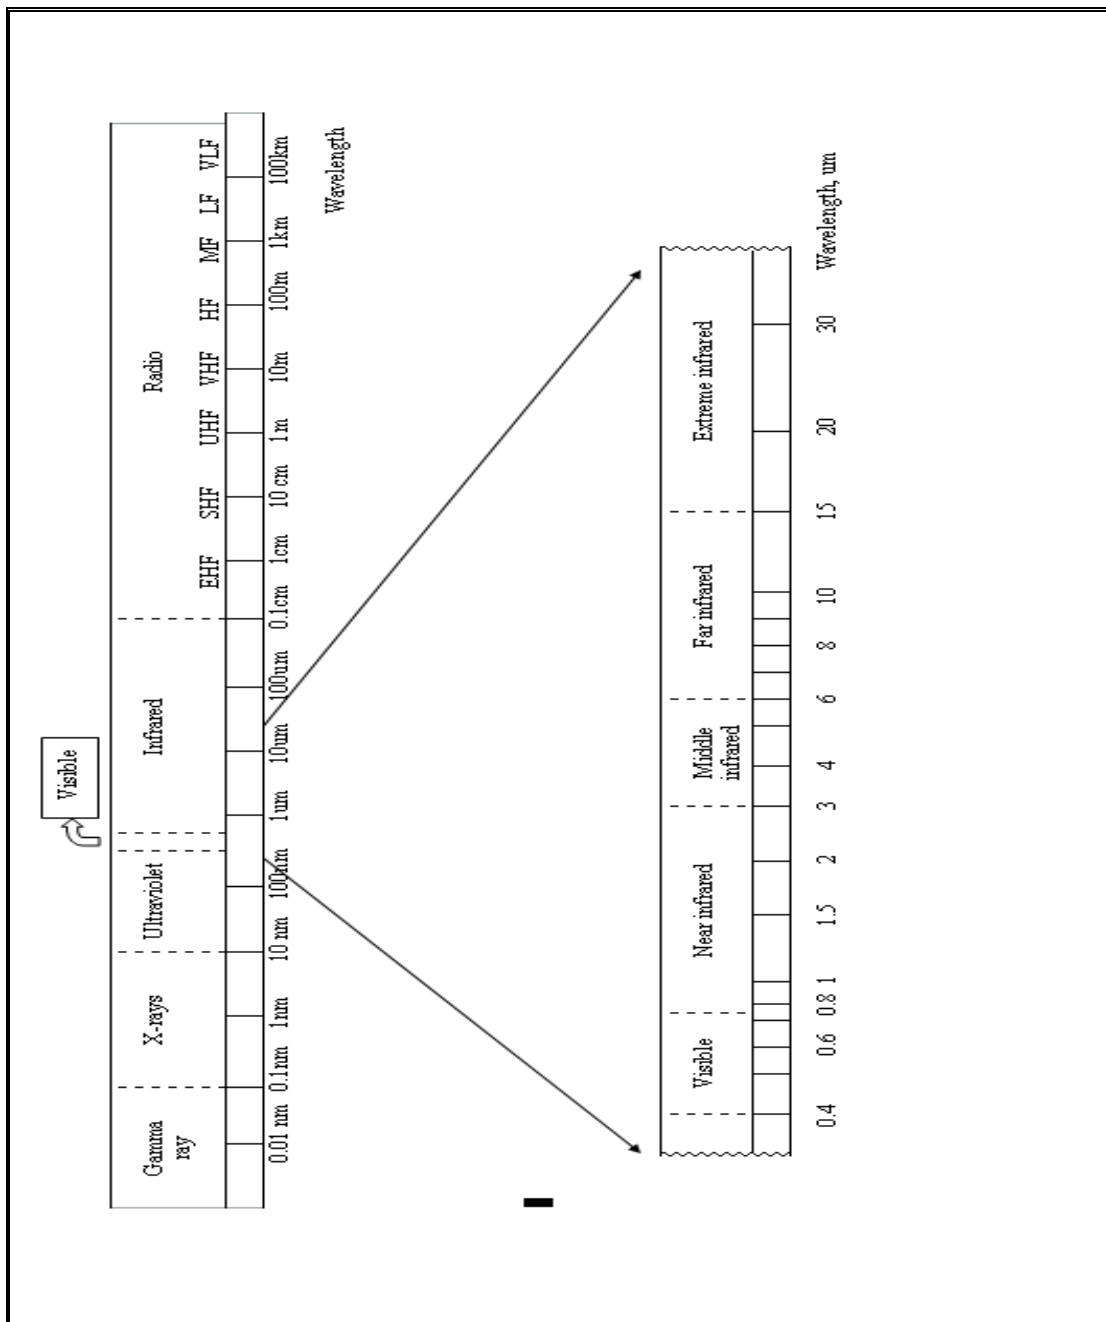 Visible
Gamma
ray
X-rays
Ultraviolet
Infrared
Radio
EHF
SHF
UHF
VHF
HF
MF
LF
VLF
0.01 nm
0.1nm
1nm
10 nm
100nm
1um
10um
100um
0.1cm
1cm
10 cm
1m
10m
100m
1km
100km
Wavelength
Visible
Near infrared
Middle
infrared
Far infrared
Extreme infrared
0.4
0.6
0.8
1
1.5
2
3
4
6
8
10
15
20
30
Wavelength, um